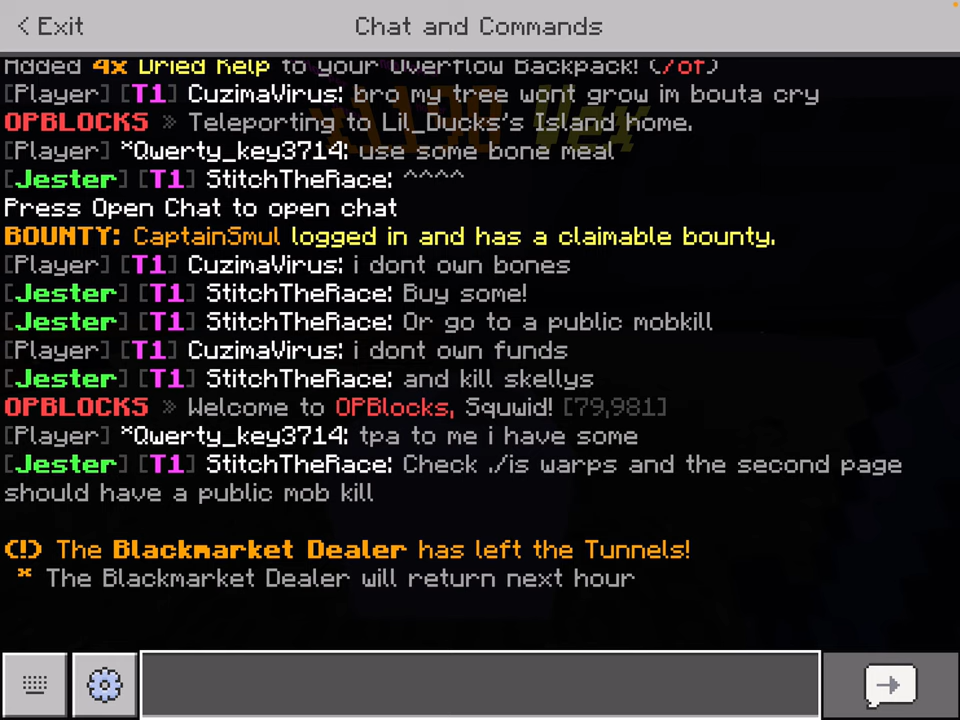 < Exit
Chat and Commands
Added 4x Dried Kelp to your Overflow Backpack! (/of)
[Player] [T1] CuzimaVirus: bro my tree wont grow im bouta cry
OPBLOCKS » Teleporting to Lil_Ducks's Island home.
[Player] *Qwerty_key3714: use some bone meal
[Jester] [T1] StitchTheRace: ^^^^
Press Open Chat to open chat
BOUNTY: CaptainSmul logged in and has a claimable bounty.
[Player] [T1] CuzimaVirus: i dont own bones
[Jester] [T1] StitchTheRace: Buy some!
[Jester] [T1] StitchTheRace: Or go to a public mobkill
[Player] [T1] CuzimaVirus: i dont own funds
[Jester] [T1] StitchTheRace: and kill skellys
OPBLOCKS » Welcome to OPBlocks, Squwid! [79,981]
[Player] *Qwerty_key3714: tpa to me i have some
[Jester] [T1] StitchTheRace: Check ./is warps and the second page
should have a public mob kill
(!) The Blackmarket Dealer has left the Tunnels!
* The Blackmarket Dealer will return next hour